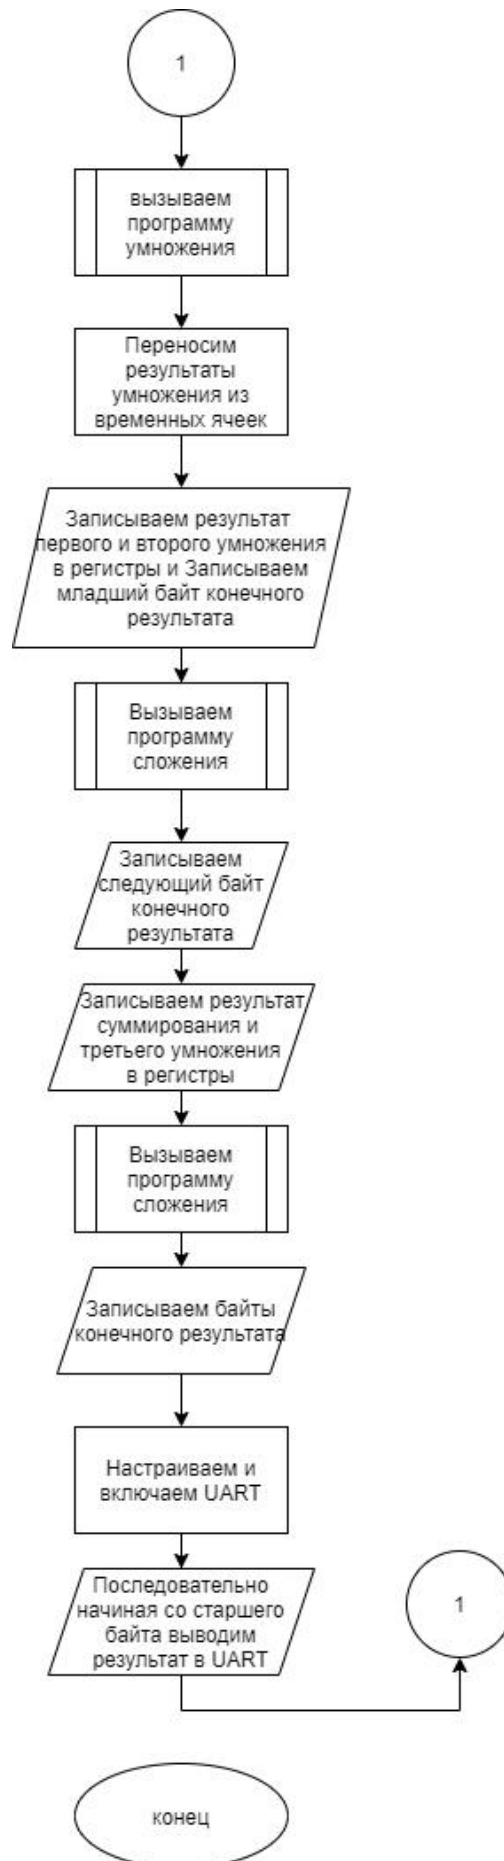 1
вызываем
программу
умножения
Переносим
результаты
умножения из
временных ячеек
Записываем результат
первого и второго умножения
в регистры и Записываем
младший байт конечного
результата
Вызываем
программу
сложения
Записываем
следующий байт
конечного
результата
Записываем результат
суммирования и
третьего умножения
в регистры
Вызываем
программу
сложения
Записываем байты
конечного результата
Настраиваем и
включаем UART
Последовательно
начиная со старшего
байта выводим
результат в UART
1
конец